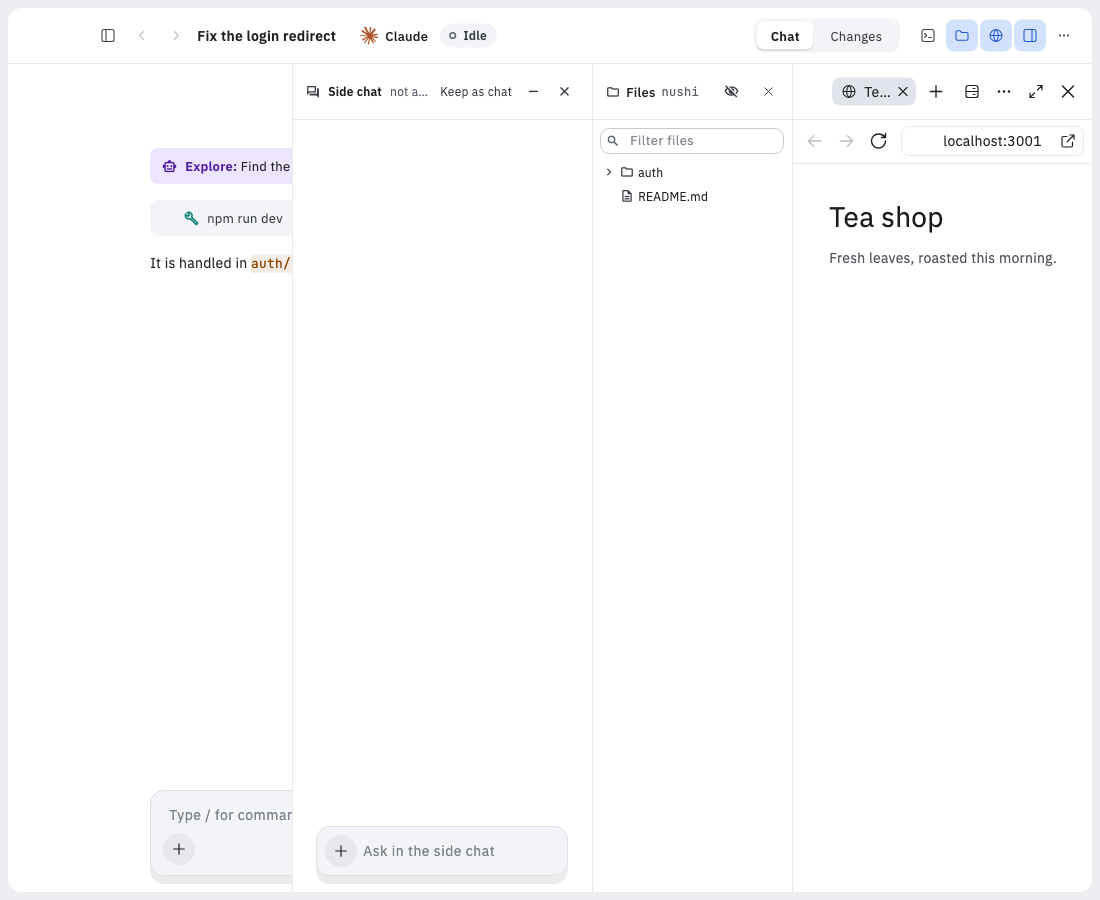 Fix the login redirect
Claude
Idle
Chat
Changes
Explore: Find the
npm run dev
It is handled in auth/
Type / for comman
Side chat
not a...
Keep as chat
Ask in the side chat
Files
nushi
Filter files
auth
README.md
Te...
localhost:3001
Tea shop
Fresh leaves, roasted this morning.